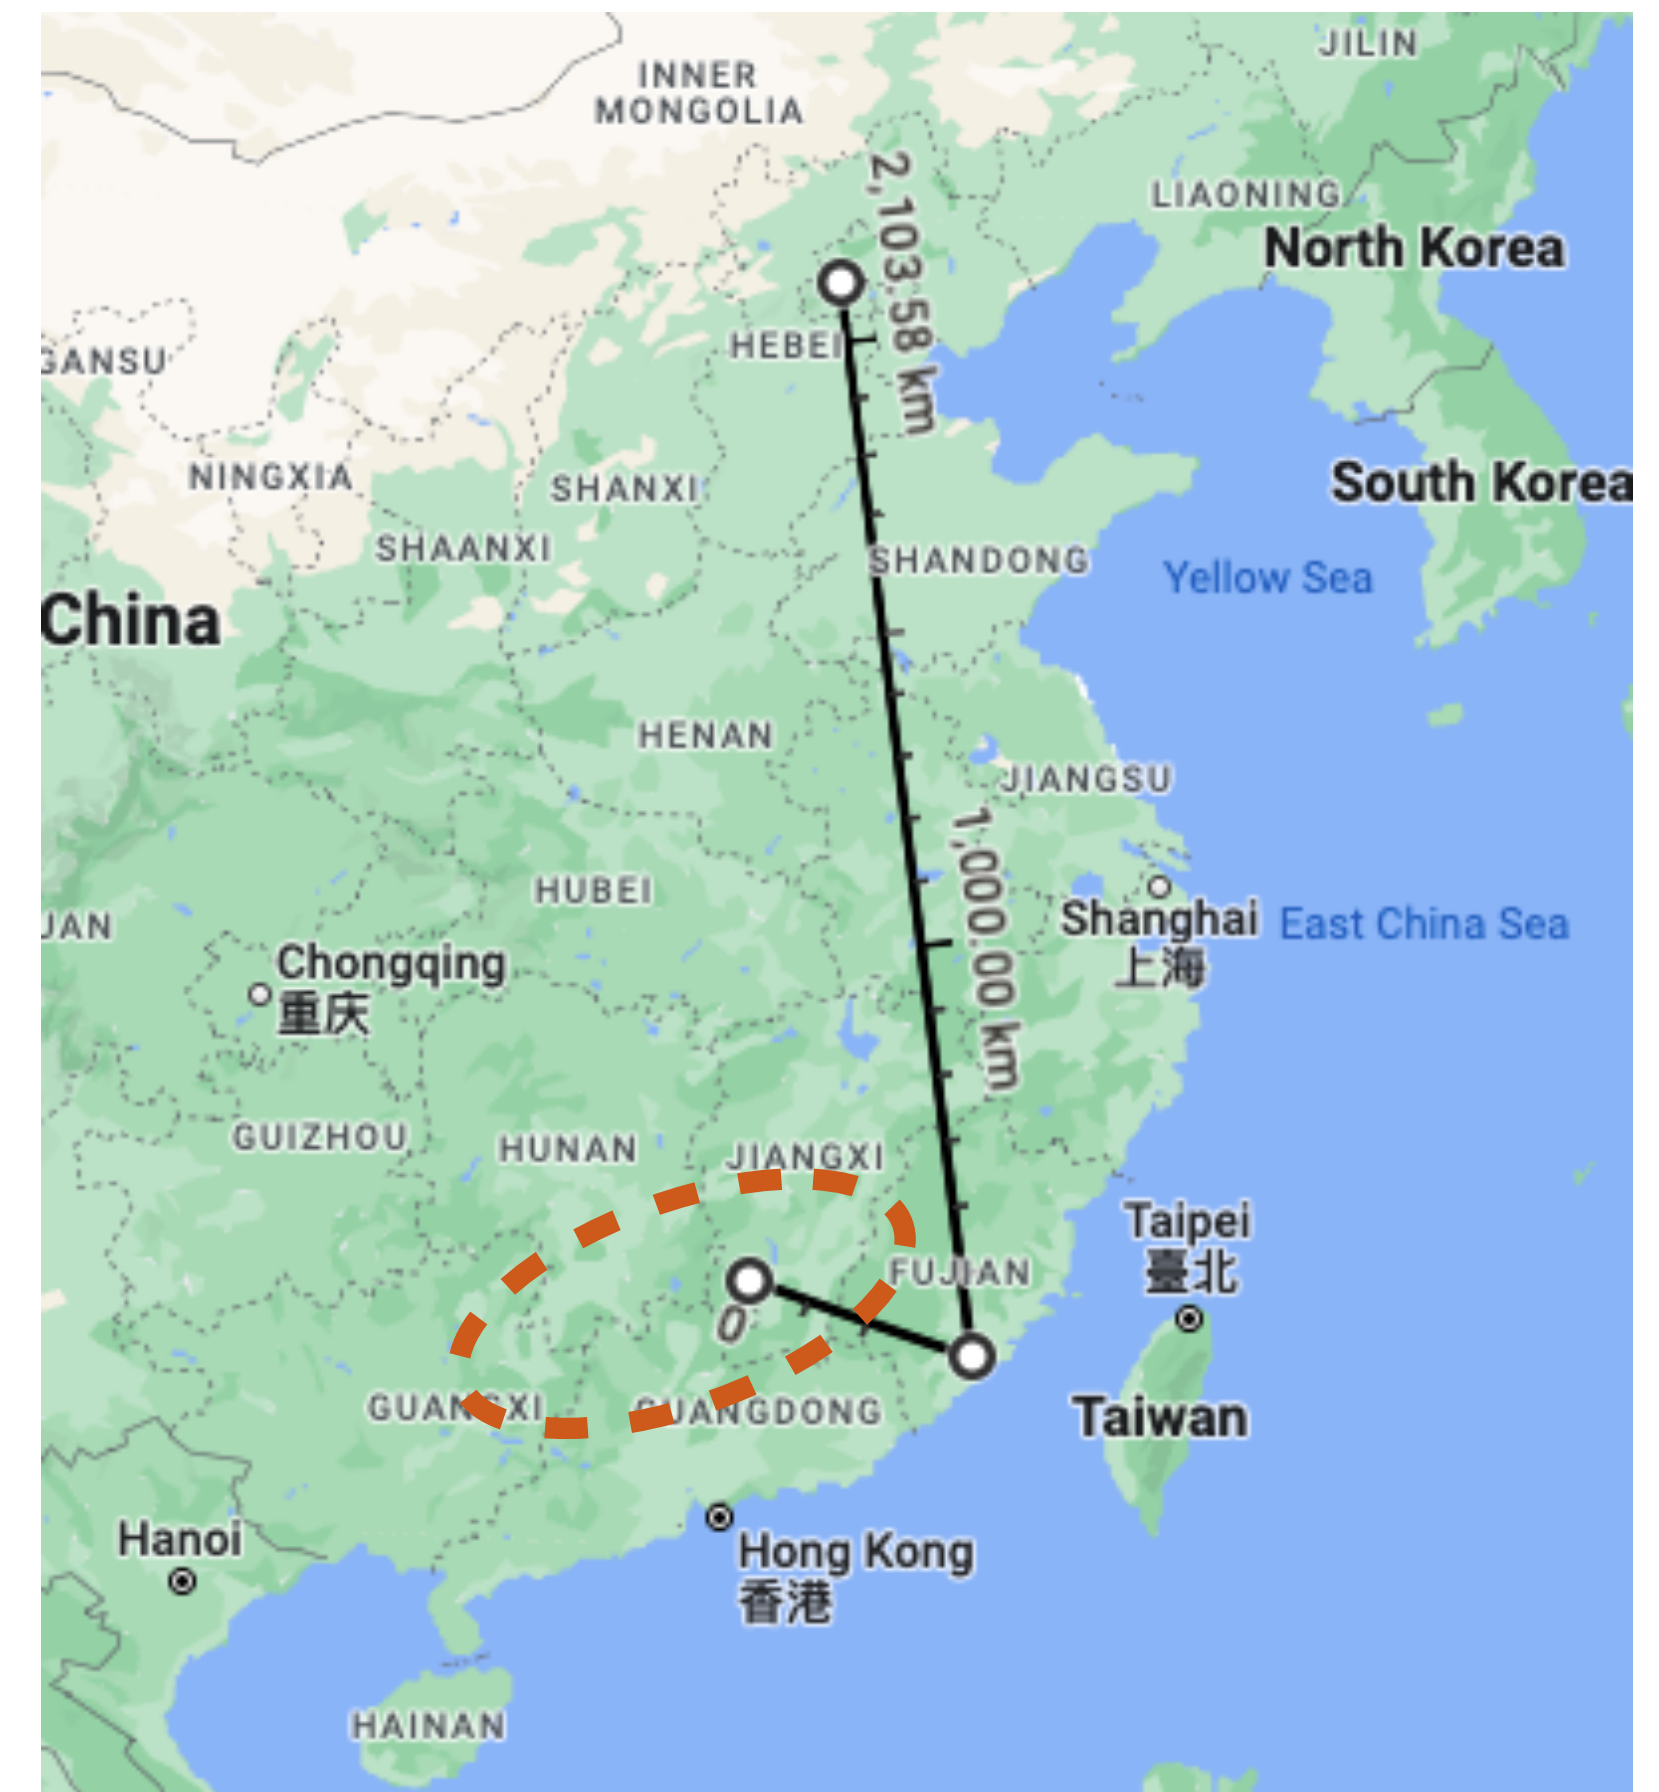 JILIN
INNER
MONGOLIA
LIAONING
North Korea
2,103.58 km
HEBEI
GANSU
NINGXIA
SHANXI
South Korea
SHAANXI
SHANDONG
Yellow Sea
China
HENAN
JIANGSU
1,000.00 km
HUBEI
Shanghai
上海
East China Sea
UAN
Chongqing
重庆
GUIZHOU
HUNAN
JIANGXI
Taipei
臺北
FUJIAN
0
GUANGXI
GUANGDONG
Taiwan
Hanoi
Hong Kong
香港
HAINAN